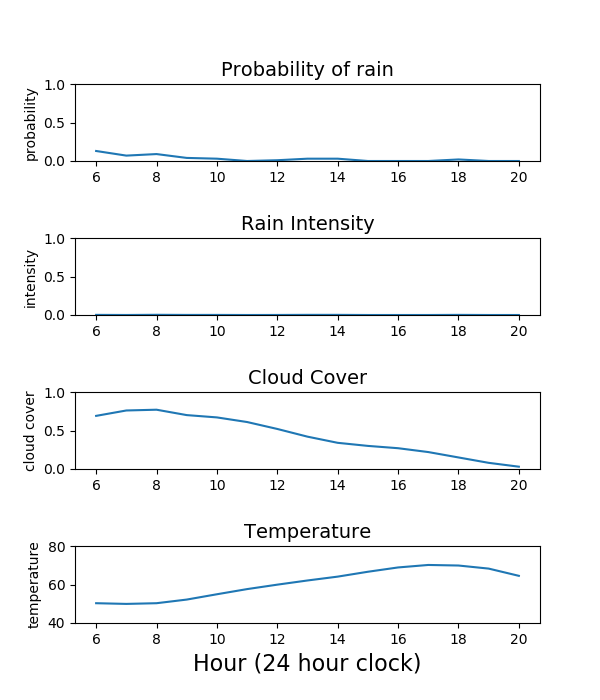 Probability of rain
1.0
0.5
0.0
probability
6 8 10 12 14 16 18 20
Rain Intensity
1.0
0.5
0.0
intensity
6 8 10 12 14 16 18 20
Cloud Cover
1.0
0.5
0.0
cloud cover
6 8 10 12 14 16 18 20
Temperature
80
60
40
temperature
6 8 10 12 14 16 18 20
Hour (24 hour clock)